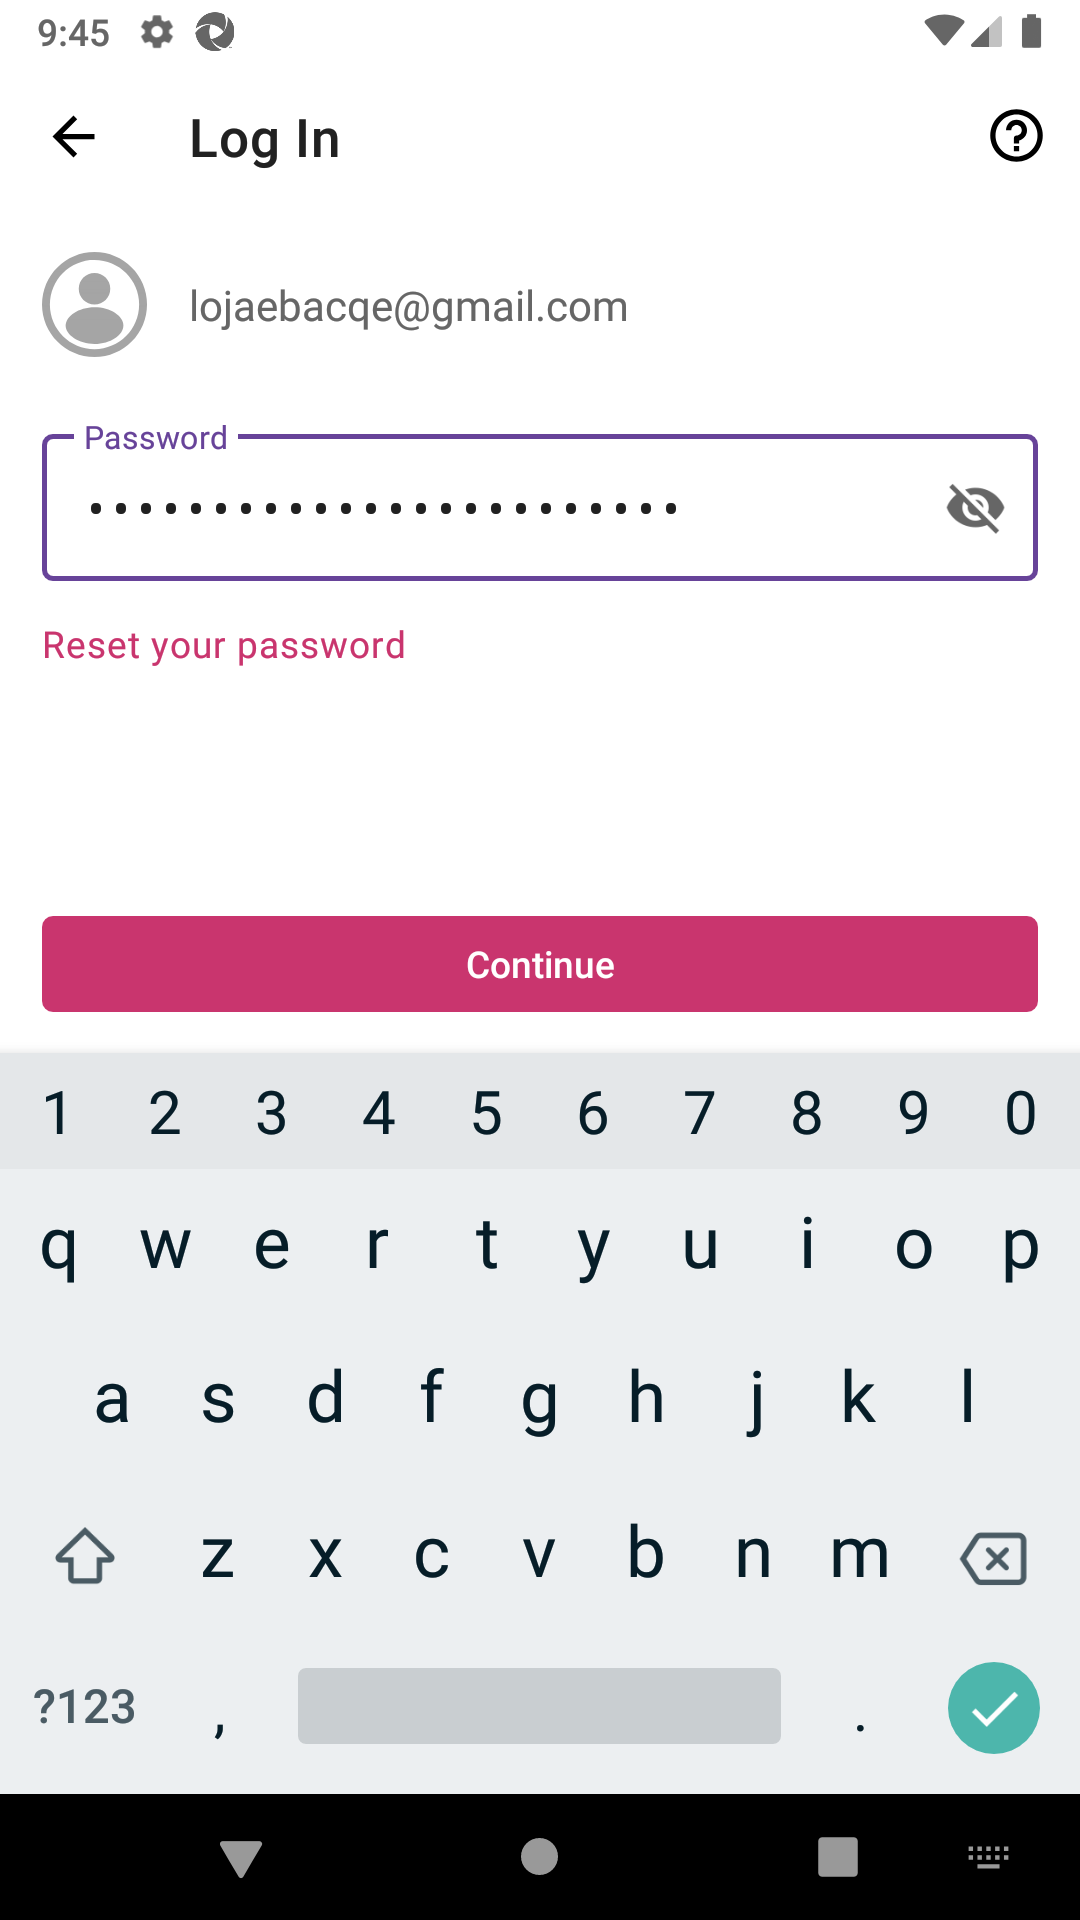 9:45
Log In
lojaebacqe@gmail.com
Password
••••••••••••••••••••••••
Reset your password
Continue
1 2 3 4 5 6 7 8 9 0
q w e r t y u i o p
a s d f g h j k l
z x c v b n m
?123 , .